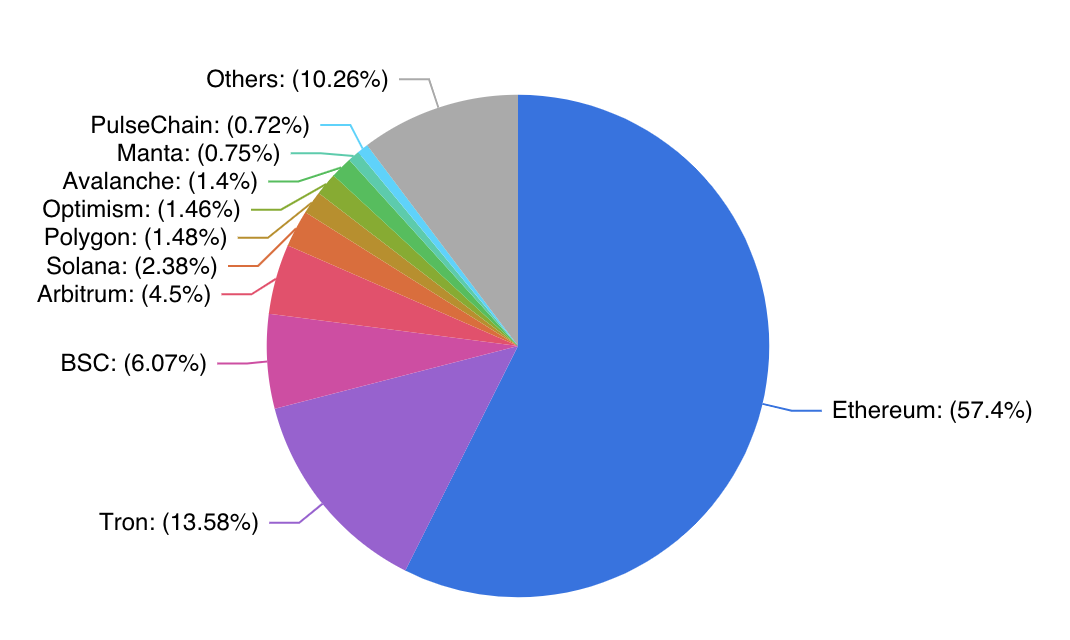 Others: (10.26%)
PulseChain: (0.72%)
Manta: (0.75%)
Avalanche: (1.4%)
Optimism: (1.46%)
Polygon: (1.48%)
Solana: (2.38%)
Arbitrum: (4.5%)
BSC: (6.07%)
Ethereum: (57.4%)
Tron: (13.58%)